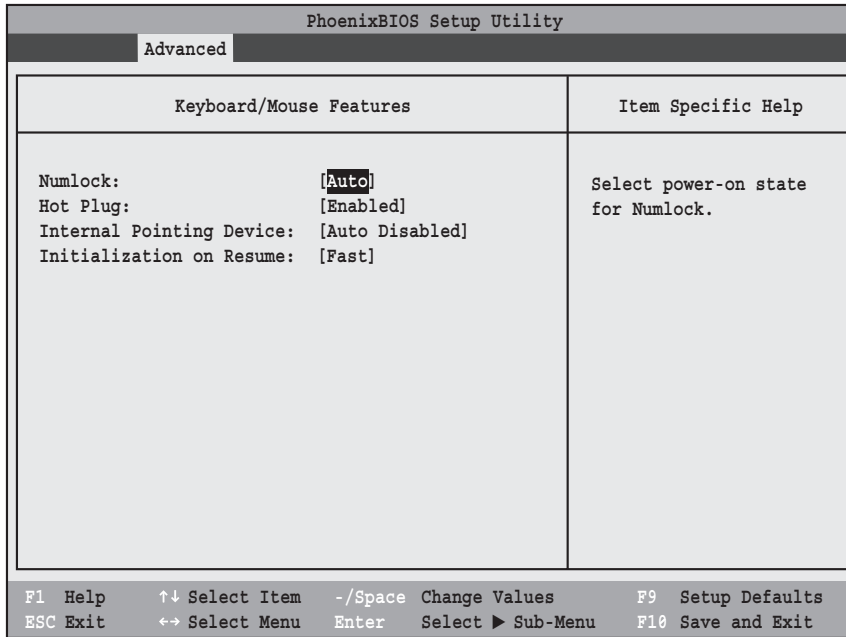 PhoenixBIOS Setup Utility
Advanced
Keyboard/Mouse Features
Item Specific Help
Numlock: [Auto]
Hot Plug: [Enabled]
Internal Pointing Device: [Auto Disabled]
Initialization on Resume: [Fast]
Select power-on state
for Numlock.
F1 Help ↑↓ Select Item -/Space Change Values F9 Setup Defaults
ESC Exit ←→ Select Menu Enter Select ▶ Sub-Menu F10 Save and Exit